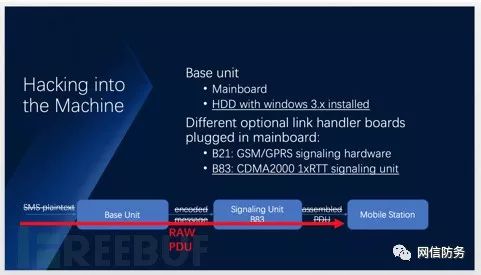 Hacking into
the Machine
Base unit
• Mainboard
• HDD with windows 3.x installed
Different optional link handler boards
plugged in mainboard:
• B21: GSM/GPRS signaling hardware
• B83: CDMA2000 1xRTT signaling unit
SMS plaintext
Base Unit
encoded
message
RAW
PDU
Signaling Unit
B83
assembled
PDU
Mobile Station
REEBUF
网信防务